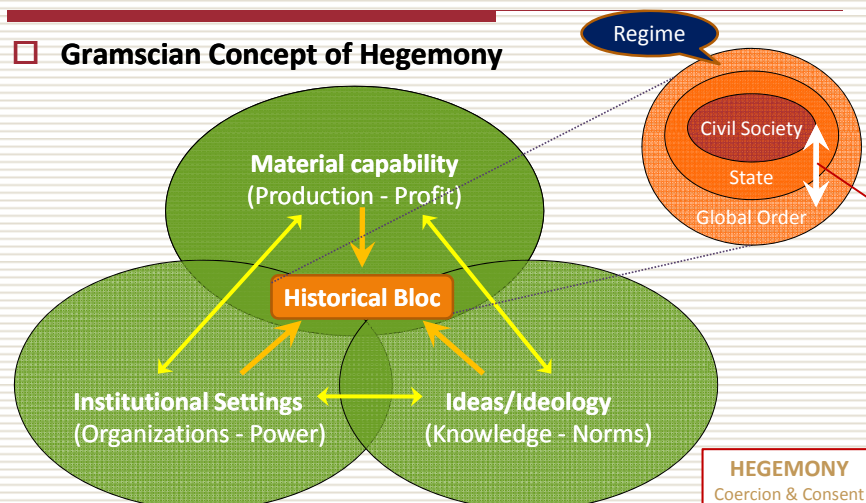 Gramscian Concept of Hegemony
Regime
Civil Society
State
Global Order
Material capability
(Production - Profit)
Historical Bloc
Institutional Settings
(Organizations - Power)
Ideas/Ideology
(Knowledge - Norms)
HEGEMONY
Coercion & Consent